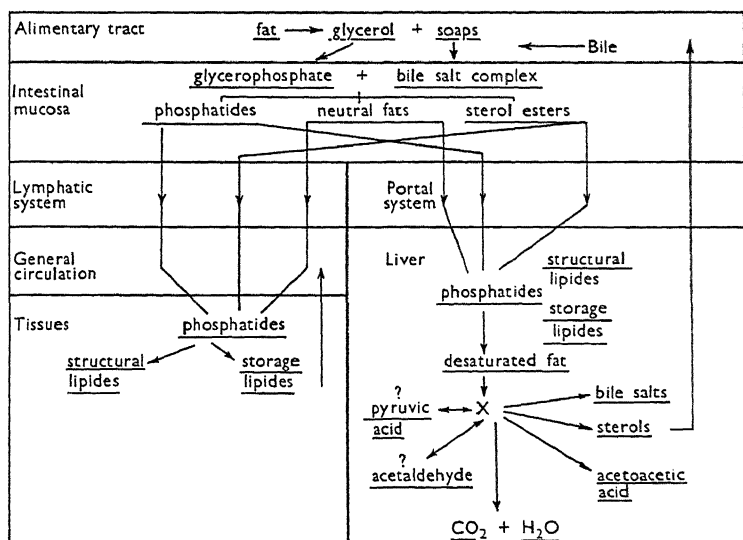 Alimentary tract
fat glycerol + soaps
Bile
glycerophosphate + bile salt complex
Intestinal
mucosa
phosphatides neutral fats sterol esters
Lymphatic
system
Portal
system
General
circulation
Liver
structural
lipides
phosphatides
storage
lipides
Tissues
phosphatides
structural
lipides
storage
lipides
desaturated fat
?
pyruvic
acid
X
bile salts
sterols
?
acetaldehyde
acetoacetic
acid
CO₂ + H₂O